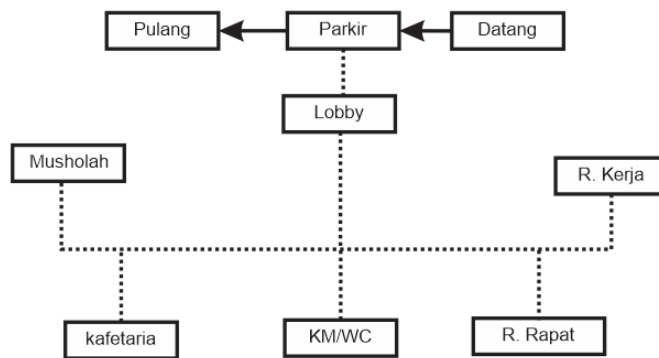 Pulang
Parkir
Datang
Lobby
Musholah
R. Kerja
kafetaria
KM/WC
R. Rapat